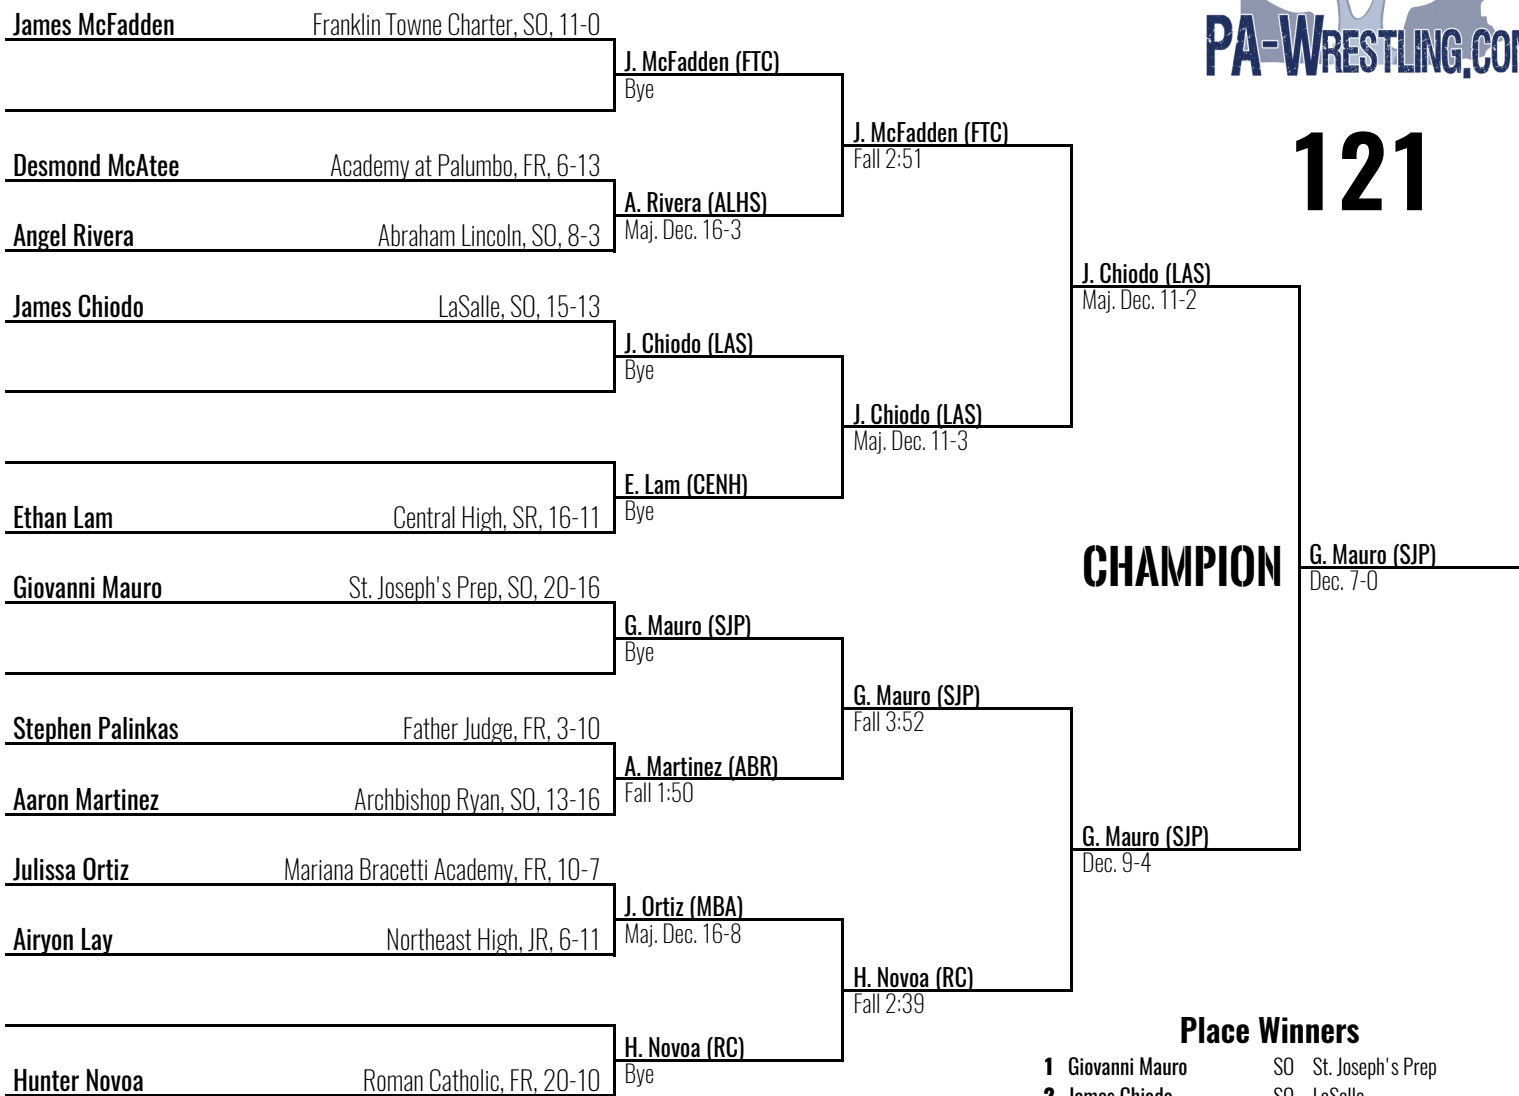 James McFadden Franklin Towne Charter, SO, 11-0
PA-WRESTLING.CO
J. McFadden (FTC)
Bye
J. McFadden (FTC)
Fall 2:51
121
Desmond McAtee Academy at Palumbo, FR, 6-13
A. Rivera (ALHS)
Maj. Dec. 16-3
Angel Rivera Abraham Lincoln, SO, 8-3
J. Chiodo (LAS)
Maj. Dec. 11-2
James Chiodo LaSalle, SO, 15-13
J. Chiodo (LAS)
Bye
J. Chiodo (LAS)
Maj. Dec. 11-3
E. Lam (CENH)
Bye
Ethan Lam Central High, SR, 16-11
CHAMPION
G. Mauro (SJP)
Dec. 7-0
Giovanni Mauro St. Joseph's Prep, SO, 20-16
G. Mauro (SJP)
Bye
G. Mauro (SJP)
Fall 3:52
Stephen Palinkas Father Judge, FR, 3-10
A. Martinez (ABR)
Fall 1:50
Aaron Martinez Archbishop Ryan, SO, 13-16
G. Mauro (SJP)
Dec. 9-4
Julissa Ortiz Mariana Bracetti Academy, FR, 10-7
J. Ortiz (MBA)
Maj. Dec. 16-8
Airyon Lay Northeast High, JR, 6-11
H. Novoa (RC)
Fall 2:39
H. Novoa (RC)
Bye
Hunter Novoa Roman Catholic, FR, 20-10
Place Winners
1 Giovanni Mauro SO St. Joseph's Prep
2 James Chiodo SO LaSalle